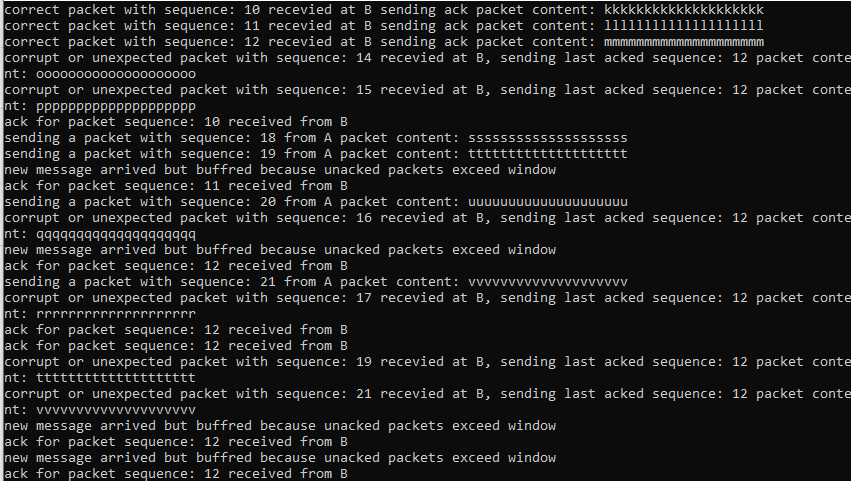 correct packet with sequence: 10 recevied at B sending ack packet content: kkkkkkkkkkkkkkkkkkkk
correct packet with sequence: 11 recevied at B sending ack packet content: llllllllllllllllllll
correct packet with sequence: 12 recevied at B sending ack packet content: mmmmmmmmmmmmmmmmmmmm
corrupt or unexpected packet with sequence: 14 recevied at B, sending last acked sequence: 12 packet conte
nt: oooooooooooooooooooo
corrupt or unexpected packet with sequence: 15 recevied at B, sending last acked sequence: 12 packet conte
nt: pppppppppppppppppppp
ack for packet sequence: 10 received from B
sending a packet with sequence: 18 from A packet content: ssssssssssssssssssss
sending a packet with sequence: 19 from A packet content: tttttttttttttttttttt
new message arrived but buffred because unacked packets exceed window
ack for packet sequence: 11 received from B
sending a packet with sequence: 20 from A packet content: uuuuuuuuuuuuuuuuuuuu
corrupt or unexpected packet with sequence: 16 recevied at B, sending last acked sequence: 12 packet conte
nt: qqqqqqqqqqqqqqqqqqqq
new message arrived but buffred because unacked packets exceed window
ack for packet sequence: 12 received from B
sending a packet with sequence: 21 from A packet content: vvvvvvvvvvvvvvvvvvvv
corrupt or unexpected packet with sequence: 17 recevied at B, sending last acked sequence: 12 packet conte
nt: rrrrrrrrrrrrrrrrrrrr
ack for packet sequence: 12 received from B
ack for packet sequence: 12 received from B
corrupt or unexpected packet with sequence: 19 recevied at B, sending last acked sequence: 12 packet conte
nt: tttttttttttttttttttt
corrupt or unexpected packet with sequence: 21 recevied at B, sending last acked sequence: 12 packet conte
nt: vvvvvvvvvvvvvvvvvvvv
new message arrived but buffred because unacked packets exceed window
ack for packet sequence: 12 received from B
new message arrived but buffred because unacked packets exceed window
ack for packet sequence: 12 received from B